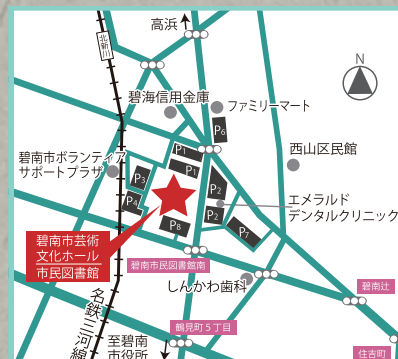 高浜
N
北新川
碧海信用金庫
ファミリーマート
P6
碧南市ボランティア
サポートプラザ
P1
P1
西山区民館
P3
P2
P4
エメラルド
デンタルクリニック
P2
P8
P7
碧南市芸術
文化ホール
市民図書館
碧南市民図書館南
しんかわ歯科
碧南辻
名鉄三河線
鶴見町5丁目
至碧南
市役所
住吉町